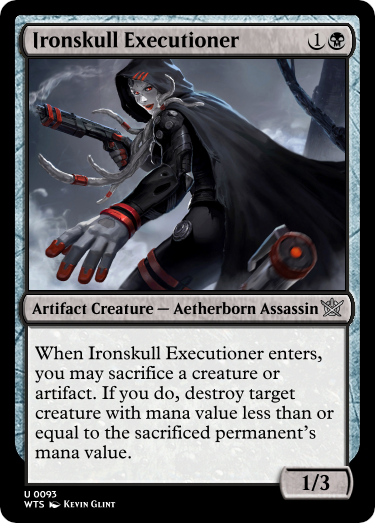 Ironskull Executioner 1
Artifact Creature — Aetherborn Assassin
When Ironskull Executioner enters,
you may sacrifice a creature or
artifact. If you do, destroy target
creature with mana value less than or
equal to the sacrificed permanent's
mana value.
1/3
U 0093
WTS Kevin Glint